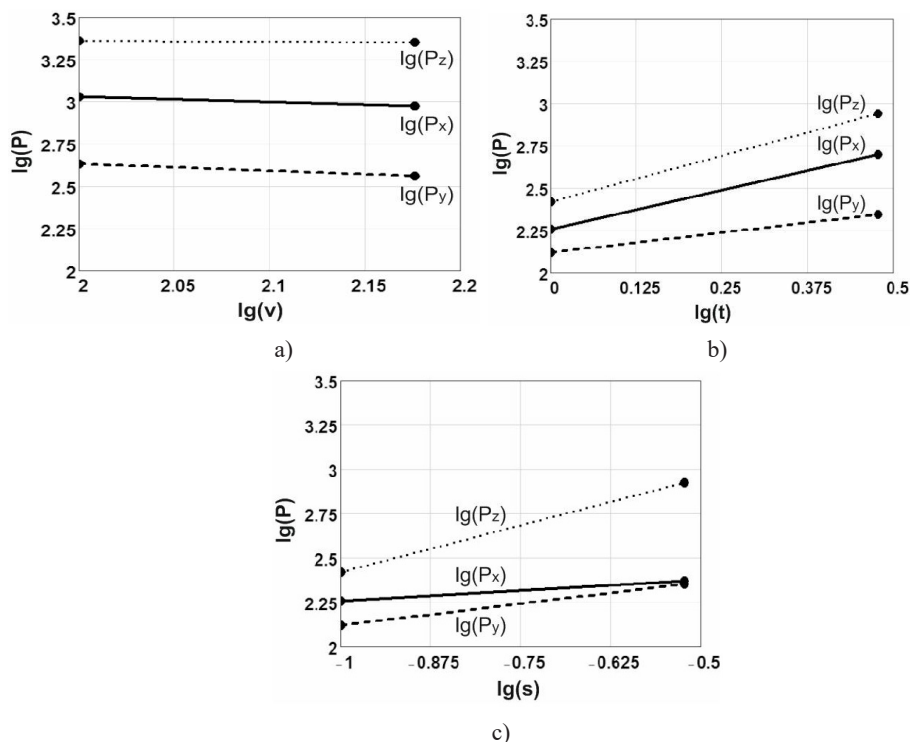 3.5
3.25
3
2.75
2.5
2.25
2
lg(P)
lg(Pz)
lg(Px)
lg(Py)
2 2.05 2.1 2.15 2.2
lg(v)
a)
3.5
3.25
3
2.75
2.5
2.25
2
lg(P)
lg(Pz)
lg(Px)
lg(Py)
0 0.125 0.25 0.375 0.5
lg(t)
b)
3.5
3.25
3
2.75
2.5
2.25
2
lg(P)
lg(Pz)
lg(Px)
lg(Py)
-1 -0.875 -0.75 -0.625 -0.5
lg(s)
c)